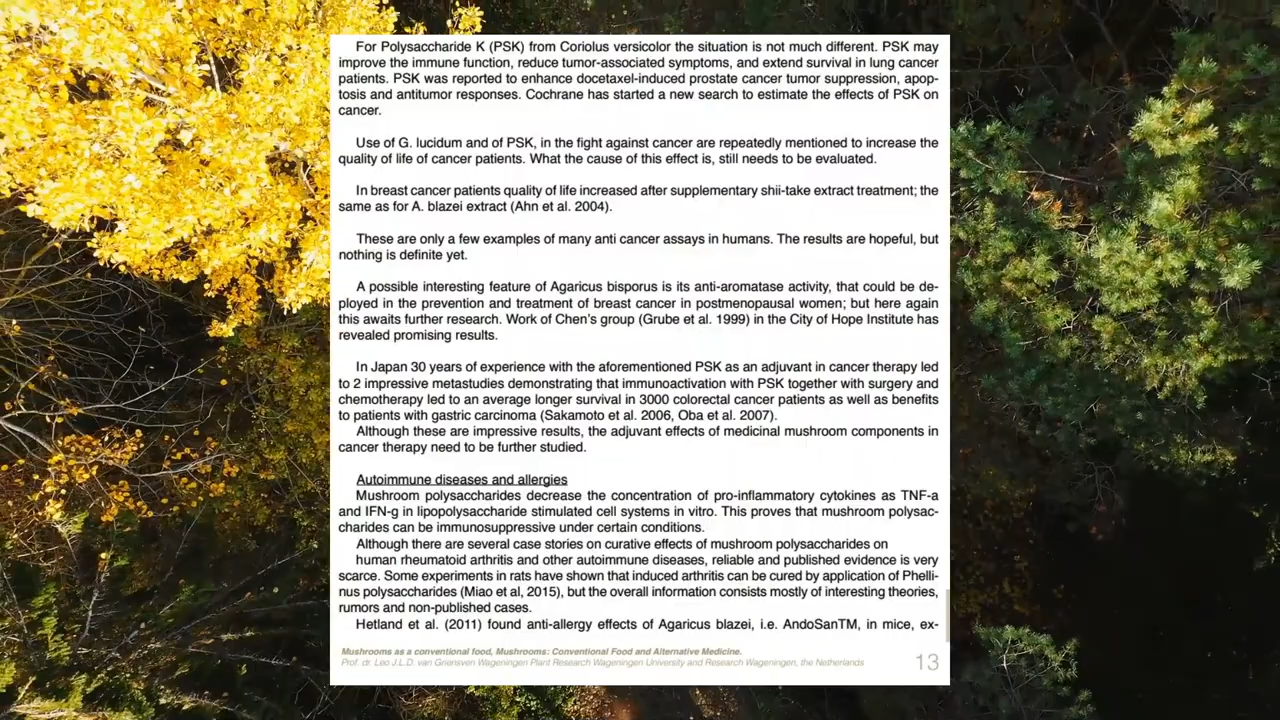 For Polysaccharide K (PSK) from Coriolus versicolor the situation is not much different. PSK may
improve the immune function, reduce tumor-associated symptoms, and extend survival in lung cancer
patients. PSK was reported to enhance docetaxel-induced prostate cancer tumor suppression, apop-
tosis and antitumor responses. Cochrane has started a new search to estimate the effects of PSK on
cancer.
Use of G. lucidum and of PSK, in the fight against cancer are repeatedly mentioned to increase the
quality of life of cancer patients. What the cause of this effect is, still needs to be evaluated.
In breast cancer patients quality of life increased after supplementary shii-take extract treatment; the
same as for A. blazei extract (Ahn et al. 2004).
These are only a few examples of many anti cancer assays in humans. The results are hopeful, but
nothing is definite yet.
A possible interesting feature of Agaricus bisporus is its anti-aromatase activity, that could be de-
ployed in the prevention and treatment of breast cancer in postmenopausal women; but here again
this awaits further research. Work of Chen's group (Grube et al. 1999) in the City of Hope Institute has
revealed promising results.
In Japan 30 years of experience with the aforementioned PSK as an adjuvant in cancer therapy led
to 2 impressive metastudies demonstrating that immunoactivation with PSK together with surgery and
chemotherapy led to an average longer survival in 3000 colorectal cancer patients as well as benefits
to patients with gastric carcinoma (Sakamoto et al. 2006, Oba et al. 2007).
Although these are impressive results, the adjuvant effects of medicinal mushroom components in
cancer therapy need to be further studied.
Autoimmune diseases and allergies
Mushroom polysaccharides decrease the concentration of pro-inflammatory cytokines as TNF-a
and IFN-g in lipopolysaccharide stimulated cell systems in vitro. This proves that mushroom polysac-
charides can be immunosuppressive under certain conditions.
Although there are several case stories on curative effects of mushroom polysaccharides on
human rheumatoid arthritis and other autoimmune diseases, reliable and published evidence is very
scarce. Some experiments in rats have shown that induced arthritis can be cured by application of Phelli-
nus polysaccharides (Miao et al, 2015), but the overall information consists mostly of interesting theories,
rumors and non-published cases.
Hetland et al. (2011) found anti-allergy effects of Agaricus blazei, i.e. AndoSanTM, in mice, ex-
Mushrooms as a conventional food, Mushrooms: Conventional Food and Alternative Medicine.
Prof. dr. Leo J.L.D. van Griensven Wageningen Plant Research Wageningen University and Research Wageningen, the Netherlands
13